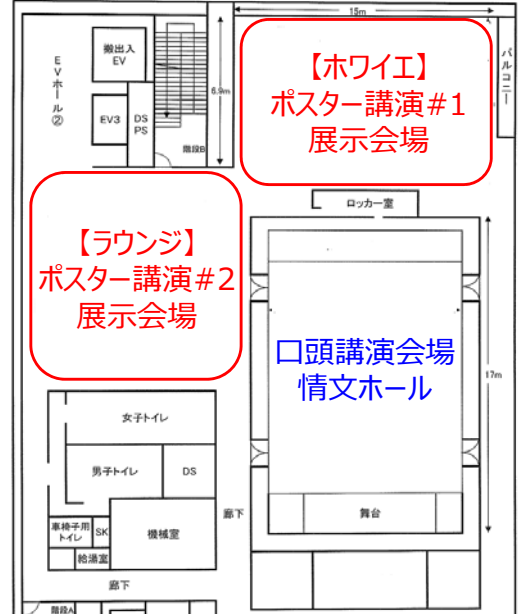 15m
搬出入
EV
EVホール②
EV3
DS
PS
6.9m
階段B
【ホワイエ】
ポスター講演#1
展示会場
バルコニー
ロッカー室
【ラウンジ】
ポスター講演#2
展示会場
口頭講演会場
情文ホール
17m
女子トイレ
男子トイレ
DS
車椅子用
トイレ
SK
機械室
給湯室
廊下
舞台
廊下
階段A